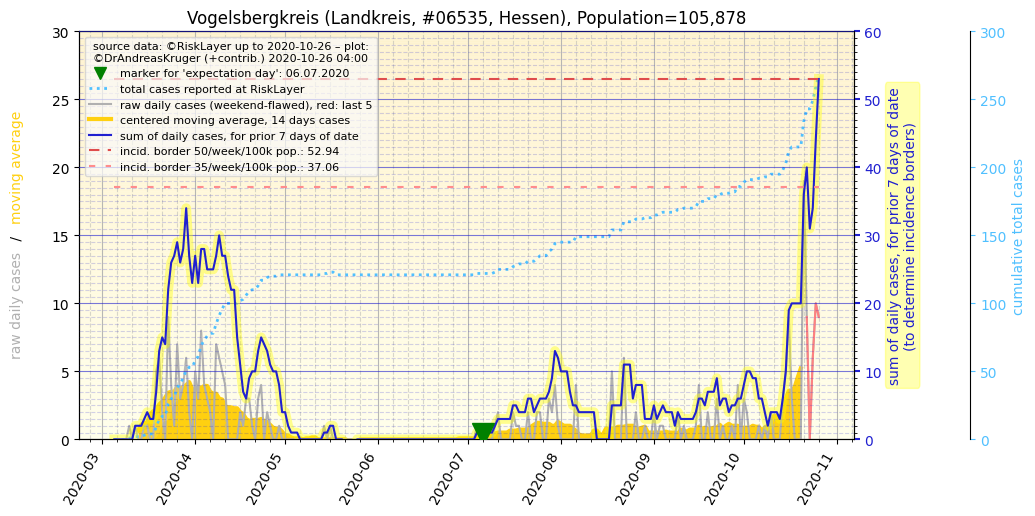 Vogelsbergkreis (Landkreis, #06535, Hessen), Population=105,878
source data: ©RiskLayer up to 2020-10-26 – plot:
©DrAndreasKruger (+contrib.) 2020-10-26 04:00
marker for 'expectation day': 06.07.2020
total cases reported at RiskLayer
raw daily cases (weekend-flawed), red: last 5
centered moving average, 14 days cases
sum of daily cases, for prior 7 days of date
incid. border 50/week/100k pop.: 52.94
incid. border 35/week/100k pop.: 37.06
raw daily cases / moving average
30
25
20
15
10
5
0
2020-03
2020-04
2020-05
2020-06
2020-07
2020-08
2020-09
2020-10
2020-11
60
50
40
30
20
10
0
sum of daily cases, for prior 7 days of date
(to determine incidence borders)
300
250
200
150
100
50
0
cumulative total cases